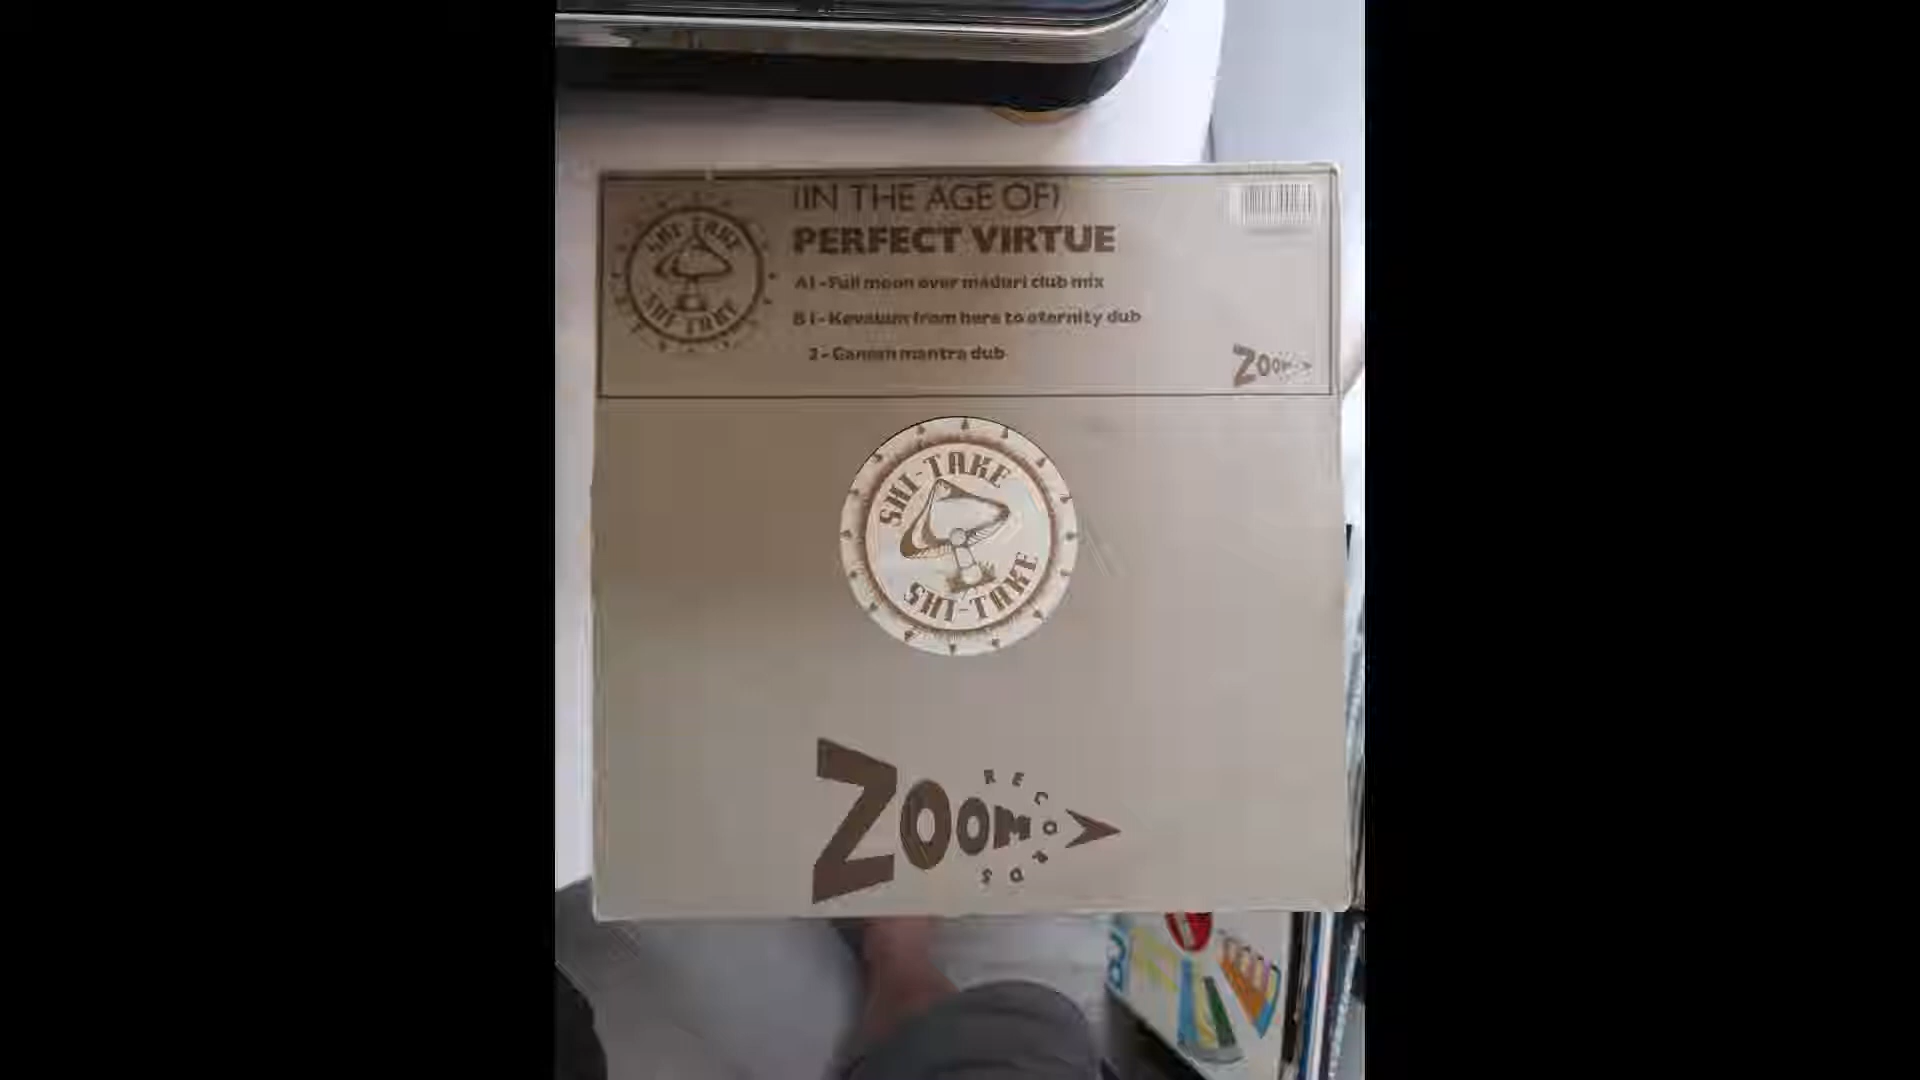 (IN THE AGE OF)
PERFECT VIRTUE
SHI-TAKE
SHI-TAKE
A1 - Full moon over maduri club mix
B1 - Kevalum from here to eternity dub
2 - Ganesh mantra dub
ZOOM
SHI-TAKE
SHI-TAKE
ZOOM
RECORDS